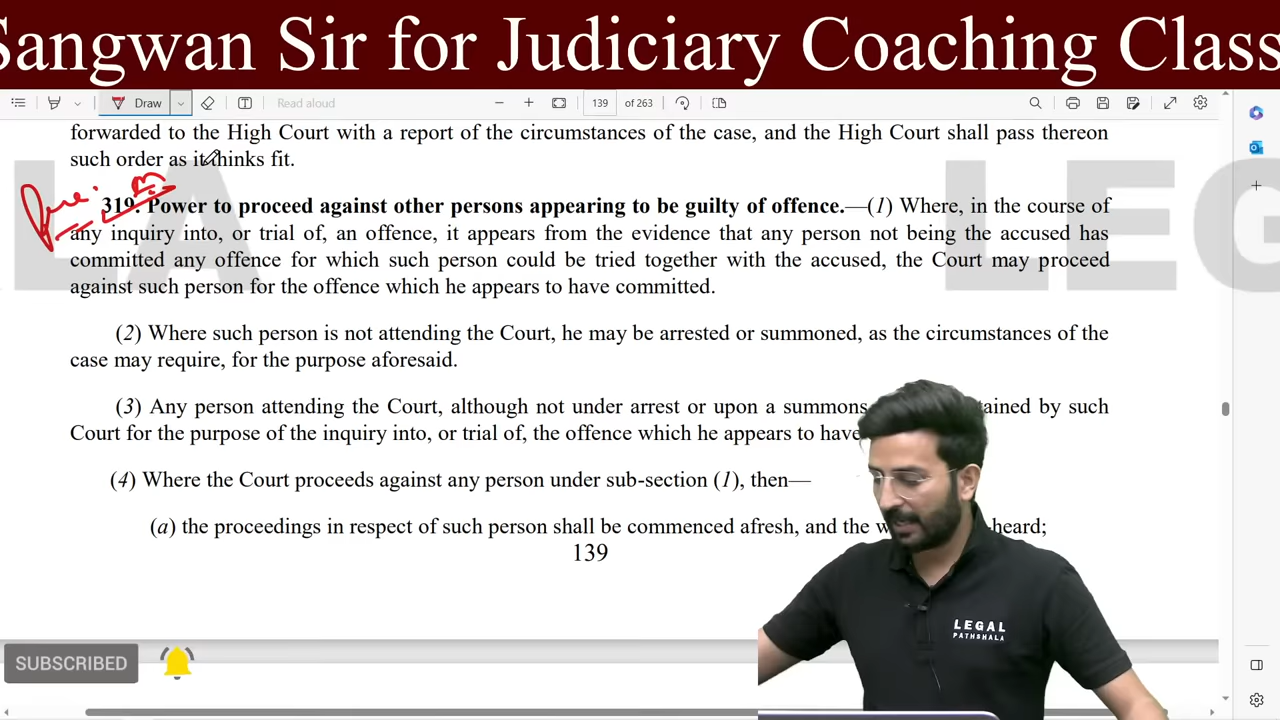 Sangwan Sir for Judiciary Coaching Class
Draw
Read aloud
139 of 263
forwarded to the High Court with a report of the circumstances of the case, and the High Court shall pass thereon
such order as it thinks fit.
319. Power to proceed against other persons appearing to be guilty of offence.—(1) Where, in the course of
any inquiry into, or trial of, an offence, it appears from the evidence that any person not being the accused has
committed any offence for which such person could be tried together with the accused, the Court may proceed
against such person for the offence which he appears to have committed.
(2) Where such person is not attending the Court, he may be arrested or summoned, as the circumstances of the
case may require, for the purpose aforesaid.
(3) Any person attending the Court, although not under arrest or upon a summons tained by such
Court for the purpose of the inquiry into, or trial of, the offence which he appears to have
(4) Where the Court proceeds against any person under sub-section (1), then—
(a) the proceedings in respect of such person shall be commenced afresh, and the w -heard;
139
LEGAL
PATHSHALA
SUBSCRIBED
LA
LEG